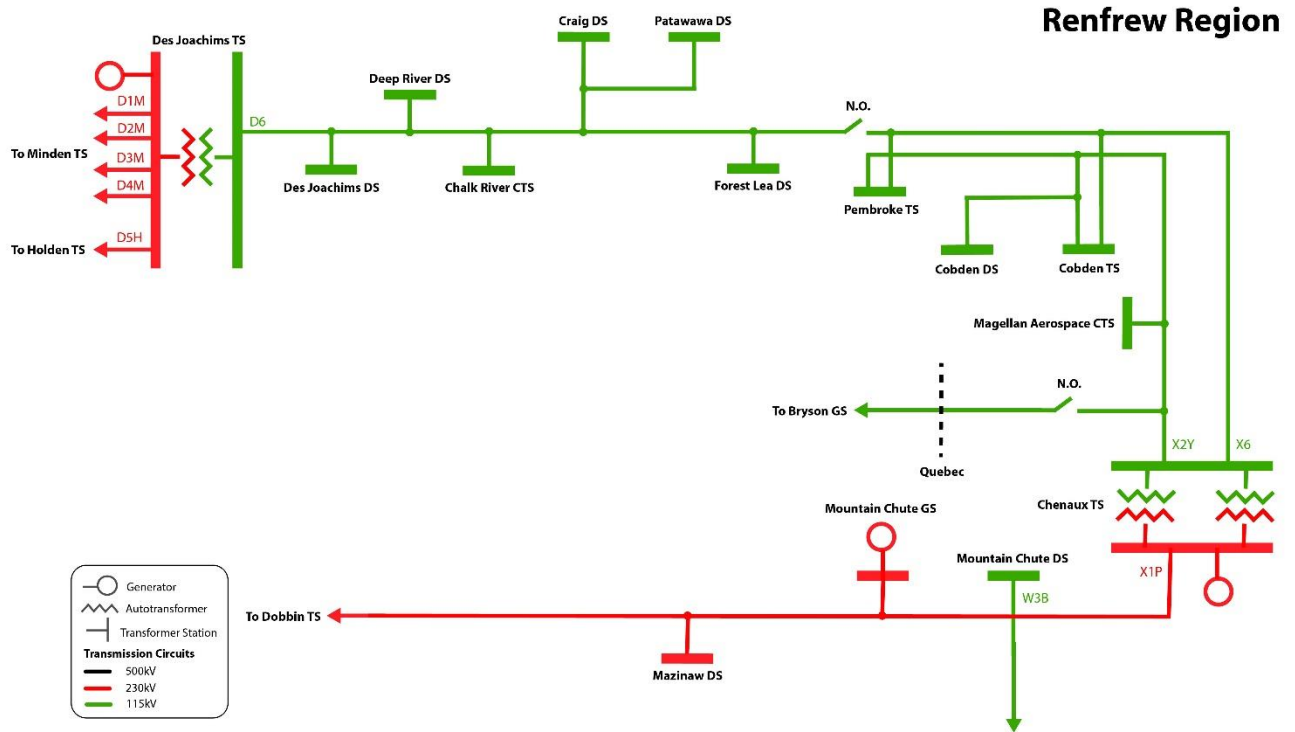 Renfrew Region
Craig DS
Patawawa DS
Des Joachims TS
Deep River DS
D1M
D2M
To Minden TS
D3M
D4M
D5H
To Holden TS
D6
N.O.
Des Joachims DS
Chalk River CTS
Forest Lea DS
Pembroke TS
Cobden DS
Cobden TS
Magellan Aerospace CTS
N.O.
To Bryson GS
Quebec
X2Y
X6
Chenaux TS
Mountain Chute GS
Mountain Chute DS
X1P
W3B
To Dobbin TS
Mazinaw DS
Generator
Autotransformer
Transformer Station
Transmission Circuits
500kV
230kV
115kV